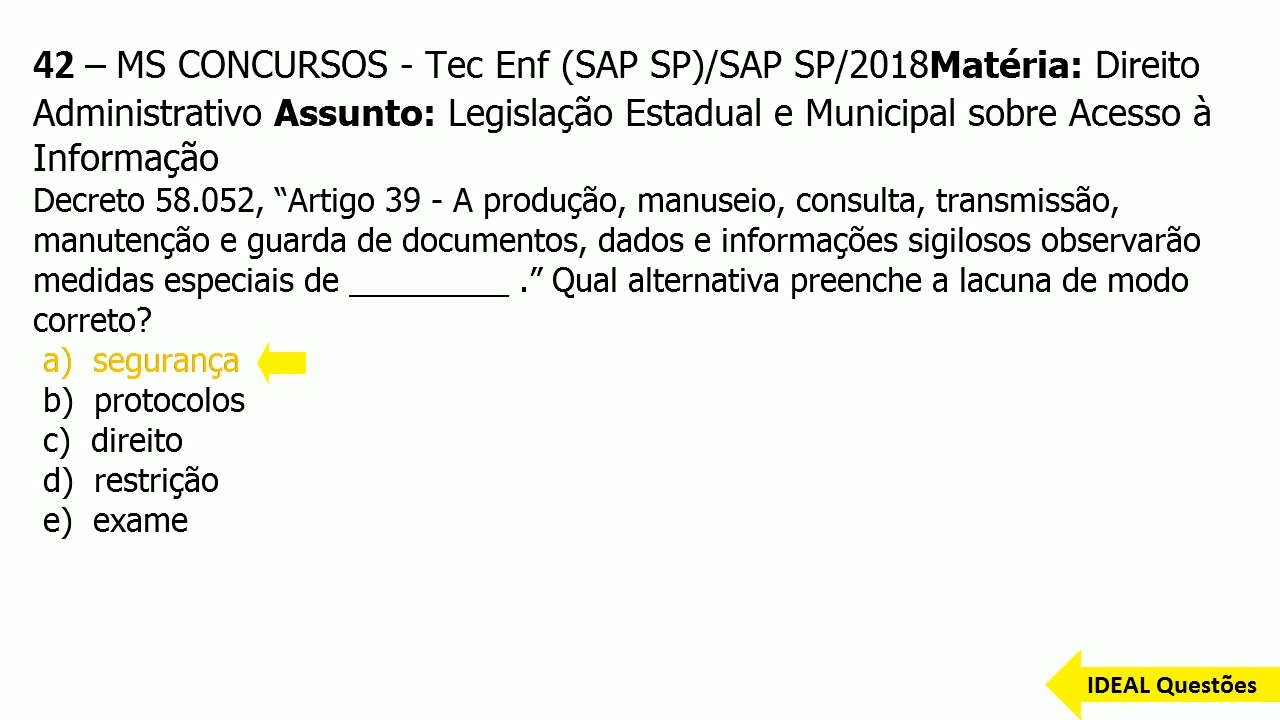 42 – MS CONCURSOS - Tec Enf (SAP SP)/SAP SP/2018Matéria: Direito
Administrativo Assunto: Legislação Estadual e Municipal sobre Acesso à
Informação
Decreto 58.052, “Artigo 39 - A produção, manuseio, consulta, transmissão,
manutenção e guarda de documentos, dados e informações sigilosos observarão
medidas especiais de _________ .” Qual alternativa preenche a lacuna de modo
correto?
a) segurança
b) protocolos
c) direito
d) restrição
e) exame
IDEAL Questões